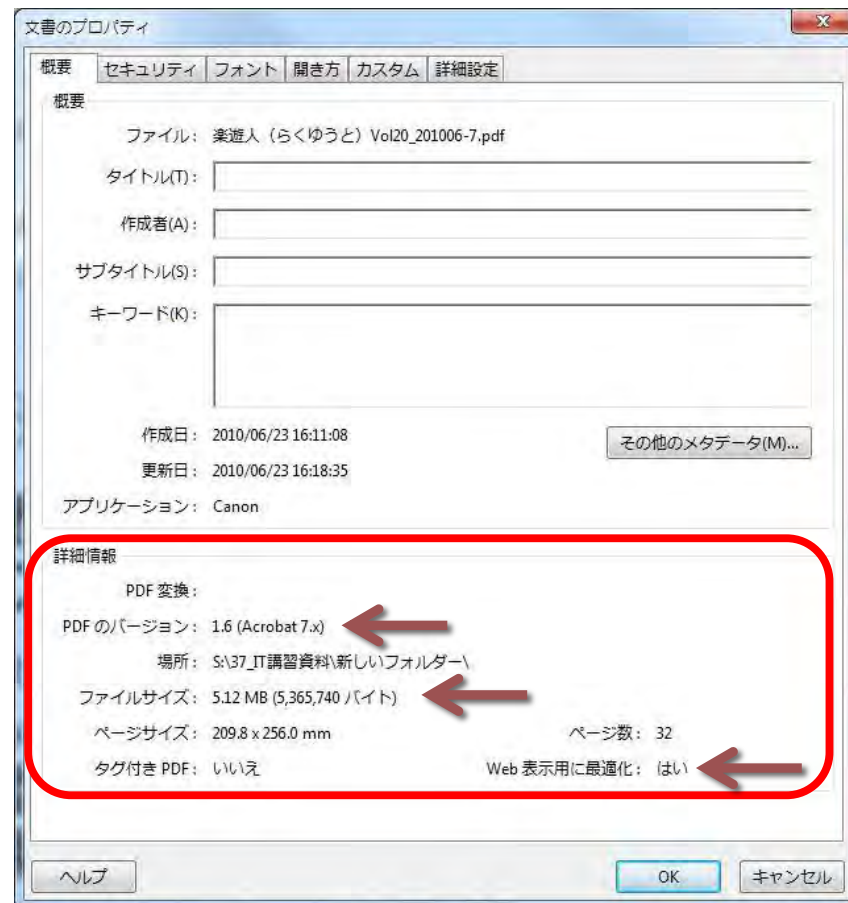 文書のプロパティ
概要 セキュリティ フォント 開き方 カスタム 詳細設定
概要
ファイル: 楽遊人（らくゆうと）Vol20_201006-7.pdf
タイトル(T):
作成者(A):
サブタイトル(S):
キーワード(K):
作成日: 2010/06/23 16:11:08
その他のメタデータ(M)...
更新日: 2010/06/23 16:18:35
アプリケーション: Canon
詳細情報
PDF 変換:
PDF のバージョン: 1.6 (Acrobat 7.x)
場所: S:\37_IT講習資料\新しいフォルダー\
ファイルサイズ: 5.12 MB (5,365,740 バイト)
ページサイズ: 209.8 x 256.0 mm ページ数: 32
タグ付き PDF: いいえ Web 表示用に最適化: はい
ヘルプ OK キャンセル